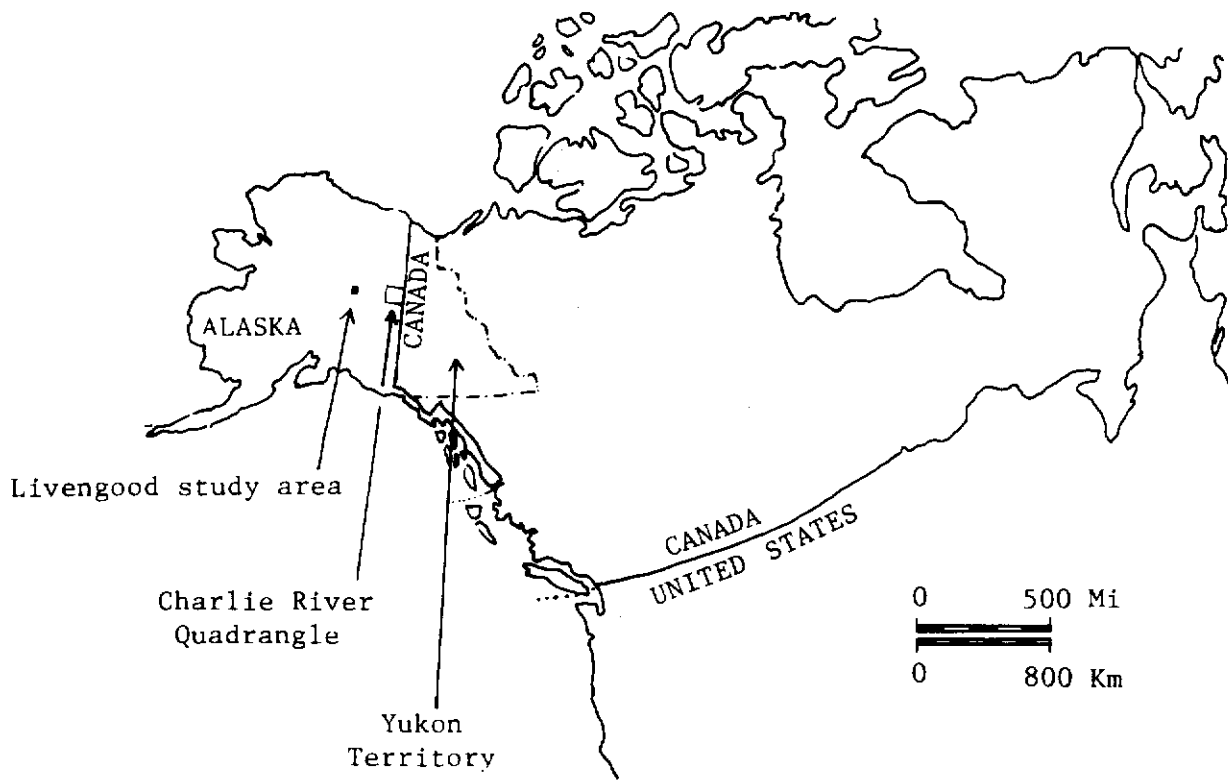 ALASKA
CANADA
Livengood study area
Charlie River
Quadrangle
Yukon
Territory
CANADA
UNITED STATES
0 500 Mi
0 800 Km